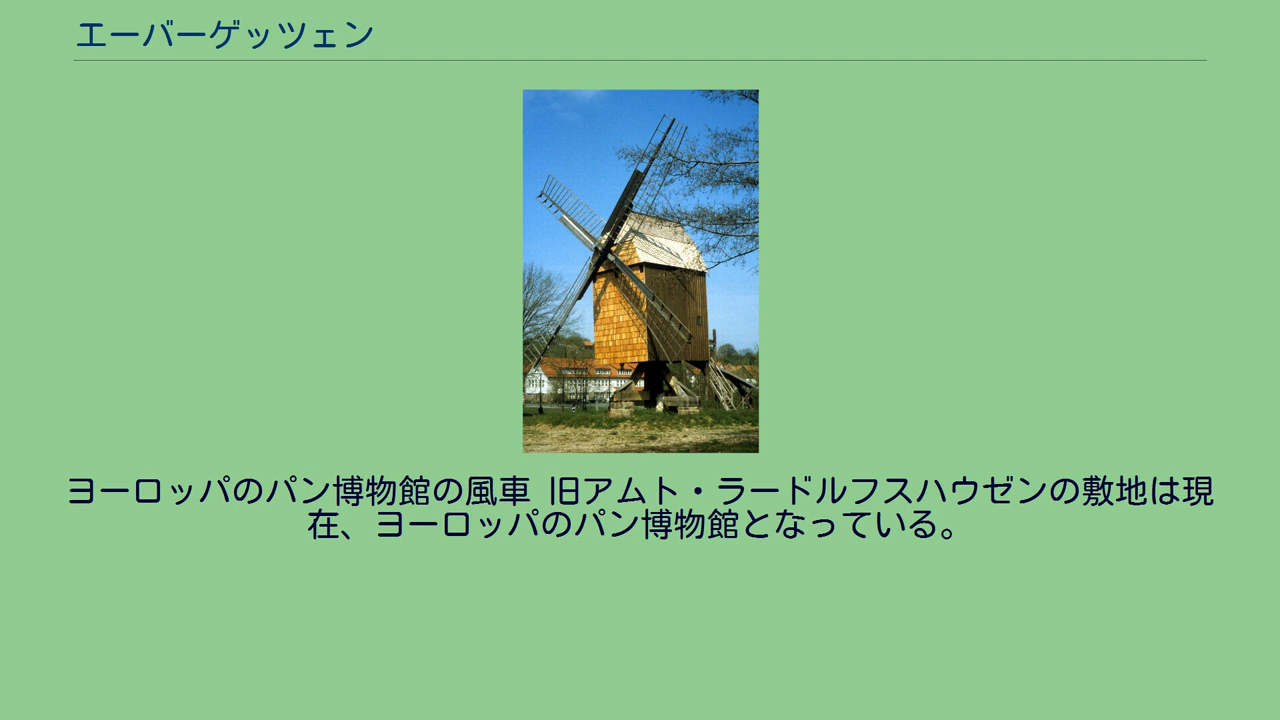 エーバーゲッツェン
ヨーロッパのパン博物館の風車 旧アムト・ラードルフスハウゼンの敷地は現
在、ヨーロッパのパン博物館となっている。